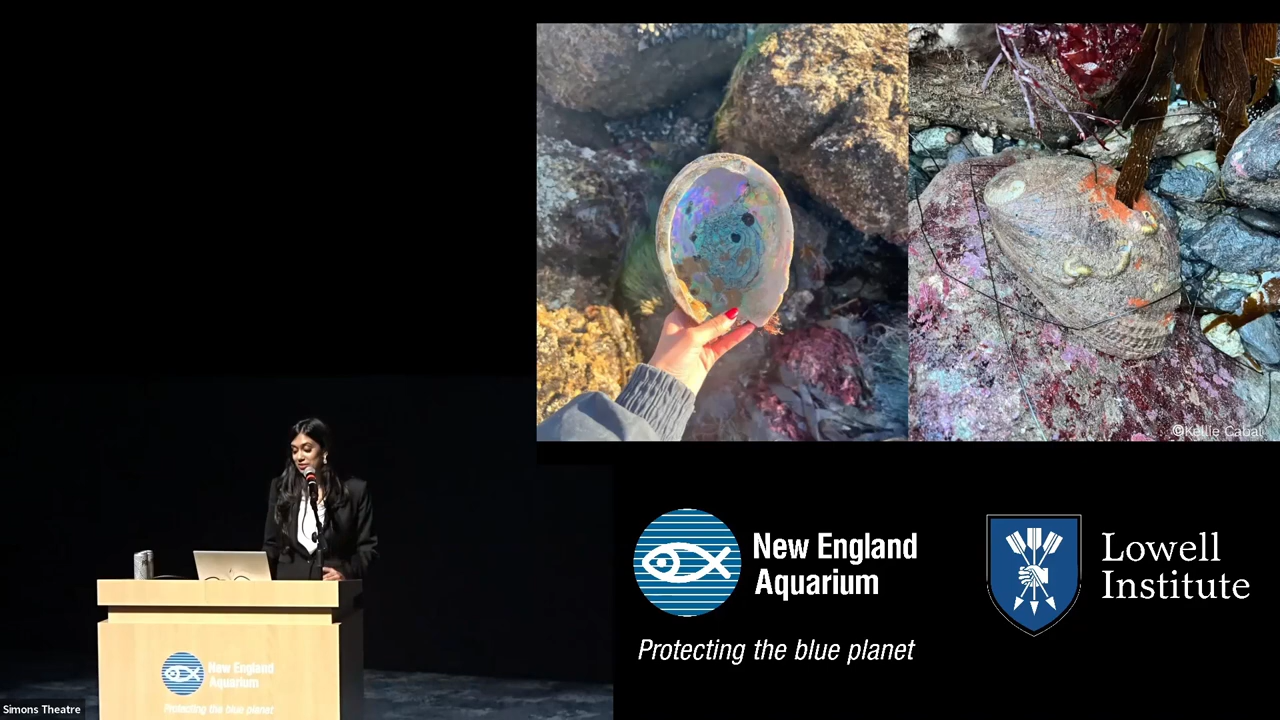 ©Kellie Cabal
New England
Aquarium
Protecting the blue planet
Lowell
Institute
New England
Aquarium
Protecting the blue planet
Simons Theatre